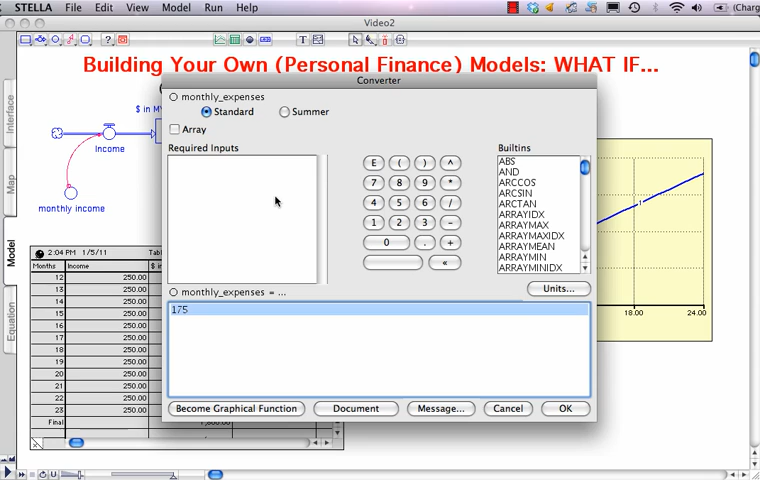 STELLA File Edit View Model Run Help (Charg
Video2
Building Your Own (Personal Finance) Models: WHAT IF...
Converter
monthly_expenses
Standard Summer
Array
Required Inputs
Builtins
E ( ) ^
7 8 9 *
4 5 6 /
1 2 3 -
0 . +
«
ABS
AND
ARCCOS
ARCSIN
ARCTAN
ARRAYIDX
ARRAYMAX
ARRAYMAXIDX
ARRAYMEAN
ARRAYMIN
ARRAYMINIDX
Units...
monthly_expenses = ...
175
Become Graphical Function Document Message... Cancel OK
Interface
Map
Model
Equation
$ in M
Income
monthly income
2:04 PM 1/5/11 Tab
Months Income $ i
12 250.00
13 250.00
14 250.00
15 250.00
16 250.00
17 250.00
18 250.00
19 250.00
20 250.00
21 250.00
22 250.00
23 250.00
Final
1
18.00 24.00